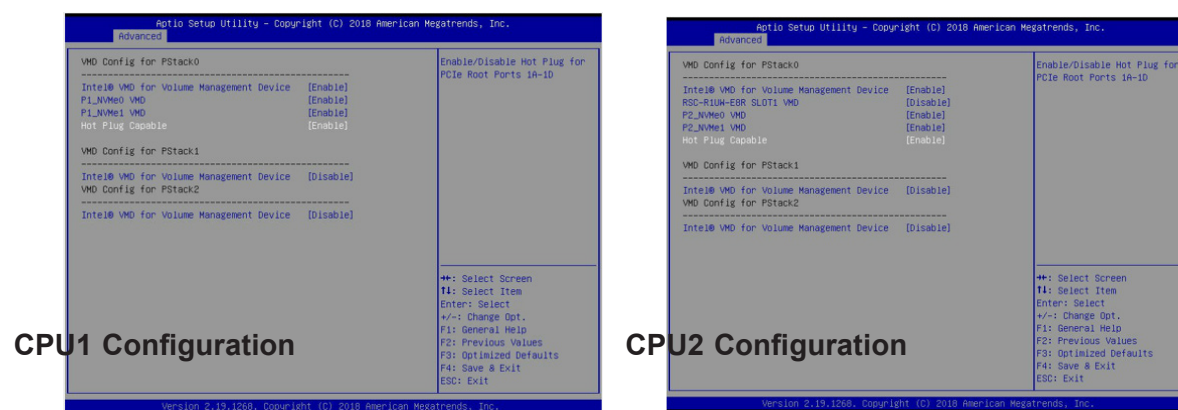 Aptio Setup Utility – Copyright (C) 2018 American Megatrends, Inc.
Advanced
VMD Config for PStack0
--------------------------------------------------
Intel® VMD for Volume Management Device [Enable]
P1_NVMe0 VMD [Enable]
P1_NVMe1 VMD [Enable]
Hot Plug Capable [Enable]
VMD Config for PStack1
--------------------------------------------------
Intel® VMD for Volume Management Device [Disable]
VMD Config for PStack2
--------------------------------------------------
Intel® VMD for Volume Management Device [Disable]
Enable/Disable Hot Plug for
PCIe Root Ports 1A-1D
→←: Select Screen
↑↓: Select Item
Enter: Select
+/-: Change Opt.
F1: General Help
F2: Previous Values
F3: Optimized Defaults
F4: Save & Exit
ESC: Exit
Version 2.19.1268. Copyright (C) 2018 American Megatrends, Inc.
CPU1 Configuration
Aptio Setup Utility – Copyright (C) 2018 American Megatrends, Inc.
Advanced
VMD Config for PStack0
--------------------------------------------------
Intel® VMD for Volume Management Device [Enable]
RSC-R1UW-E8R SLOT1 VMD [Disable]
P2_NVMe0 VMD [Enable]
P2_NVMe1 VMD [Enable]
Hot Plug Capable [Enable]
VMD Config for PStack1
--------------------------------------------------
Intel® VMD for Volume Management Device [Disable]
VMD Config for PStack2
--------------------------------------------------
Intel® VMD for Volume Management Device [Disable]
Enable/Disable Hot Plug for
PCIe Root Ports 1A-1D
→←: Select Screen
↑↓: Select Item
Enter: Select
+/-: Change Opt.
F1: General Help
F2: Previous Values
F3: Optimized Defaults
F4: Save & Exit
ESC: Exit
Version 2.19.1268. Copyright (C) 2018 American Megatrends, Inc.
CPU2 Configuration